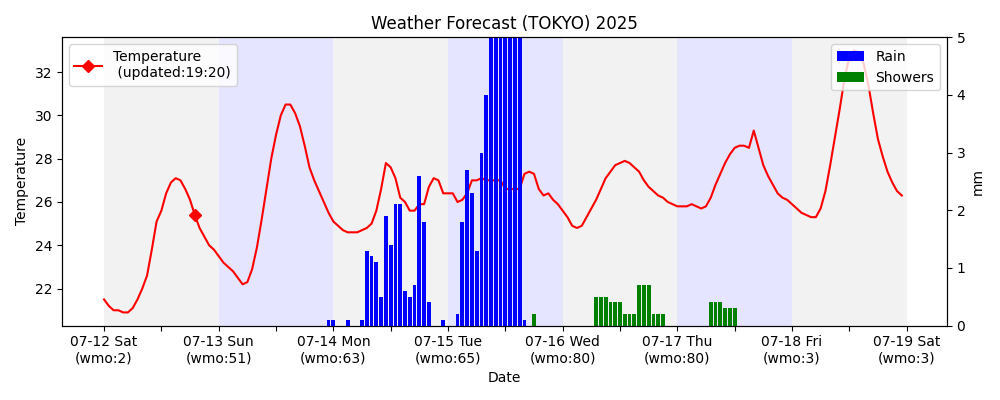 Weather Forecast (TOKYO) 2025
Temperature
(updated:19:20)
Rain
Showers
Temperature
32
30
28
26
24
22
5
4
3
2
1
0
mm
07-12 Sat
(wmo:2)
07-13 Sun
(wmo:51)
07-14 Mon
(wmo:63)
07-15 Tue
(wmo:65)
07-16 Wed
(wmo:80)
07-17 Thu
(wmo:80)
07-18 Fri
(wmo:3)
07-19 Sat
(wmo:3)
Date